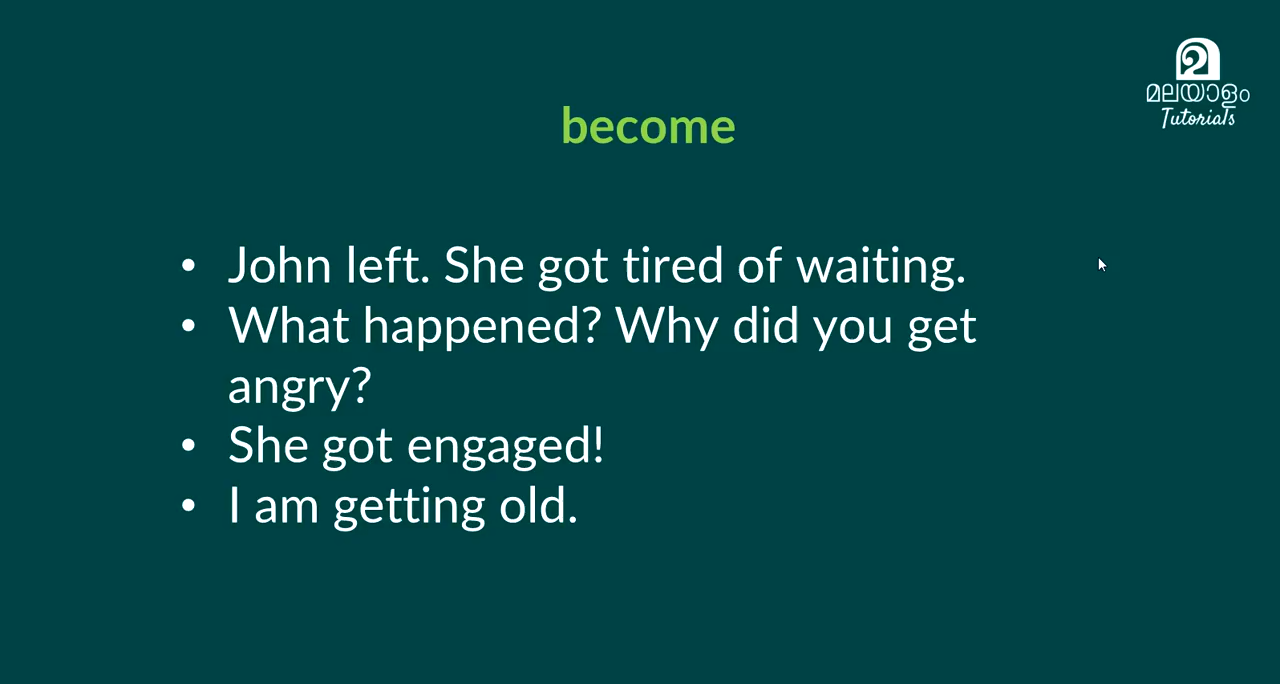 മലയാളം
Tutorials
become
• John left. She got tired of waiting.
• What happened? Why did you get
angry?
• She got engaged!
• I am getting old.